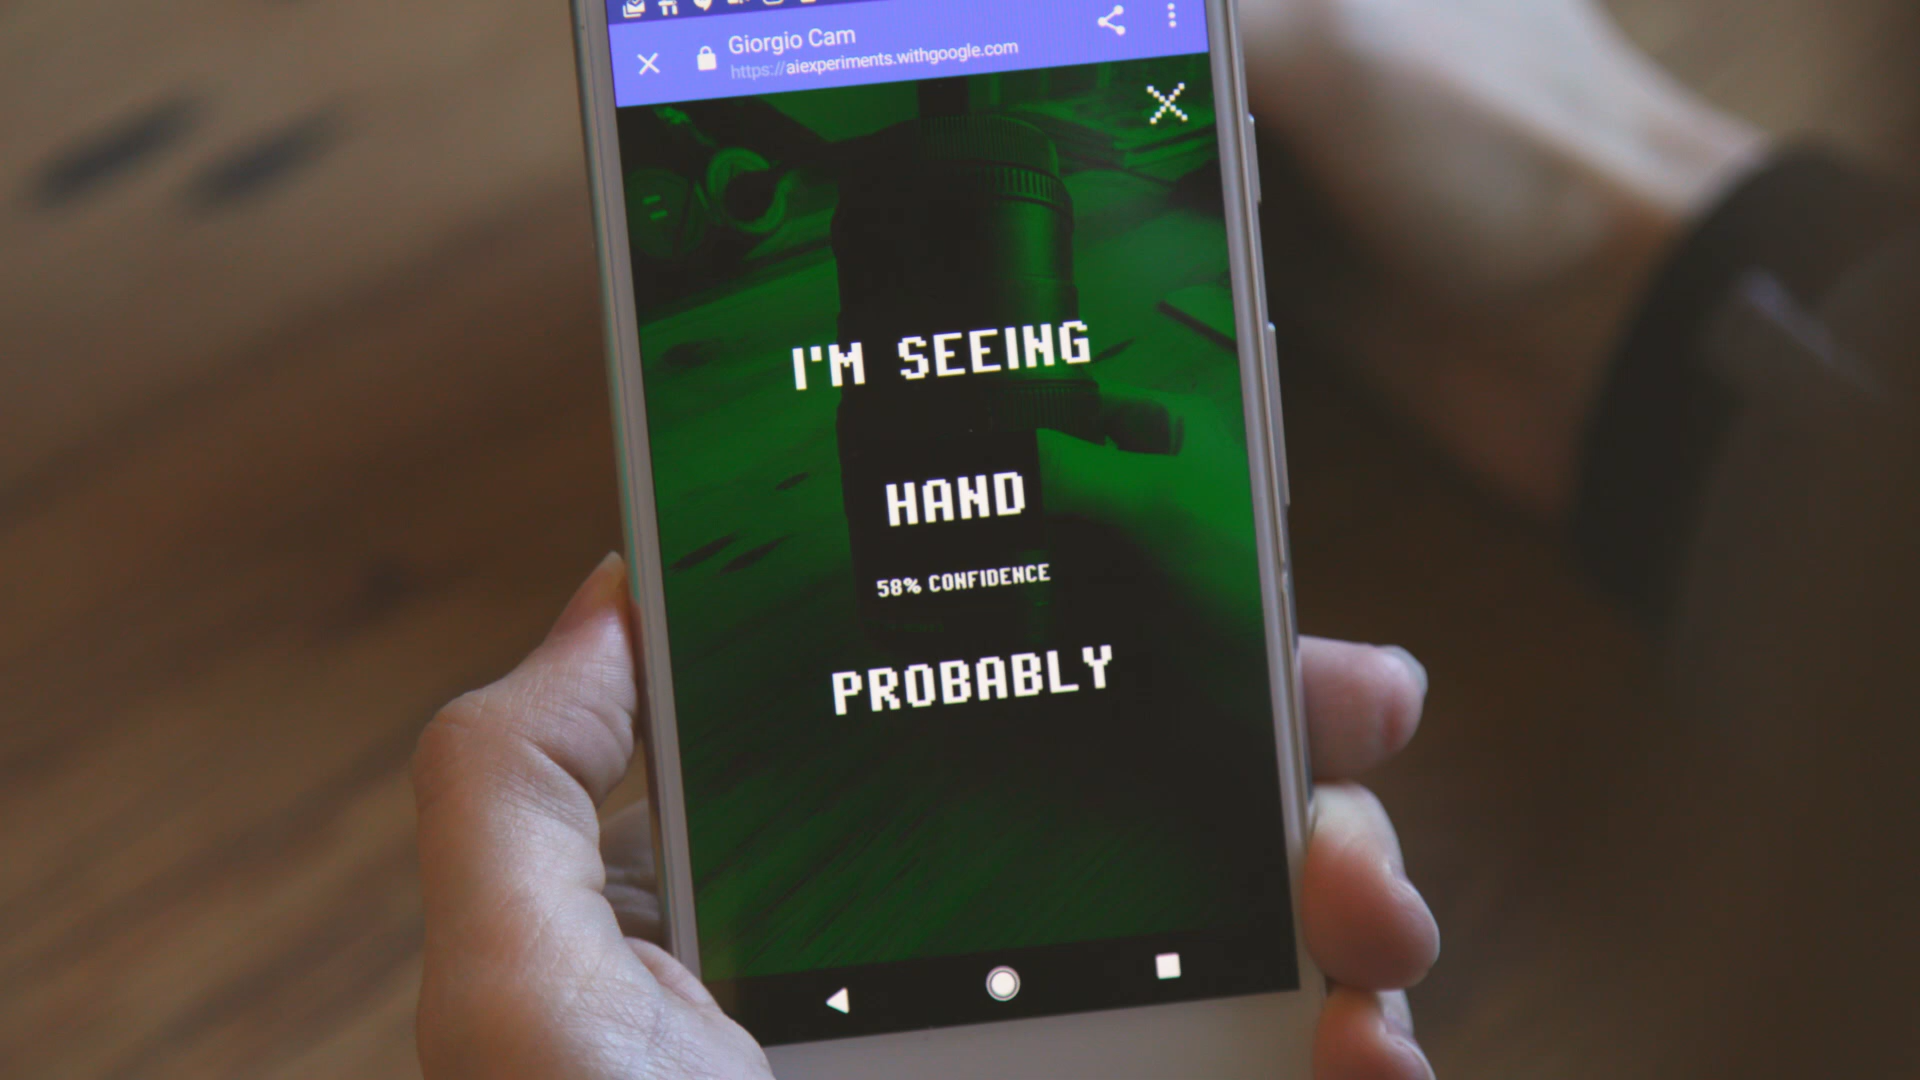 Giorgio Cam
https://aiexperiments.withgoogle.com
I'M SEEING
HAND
58% CONFIDENCE
PROBABLY